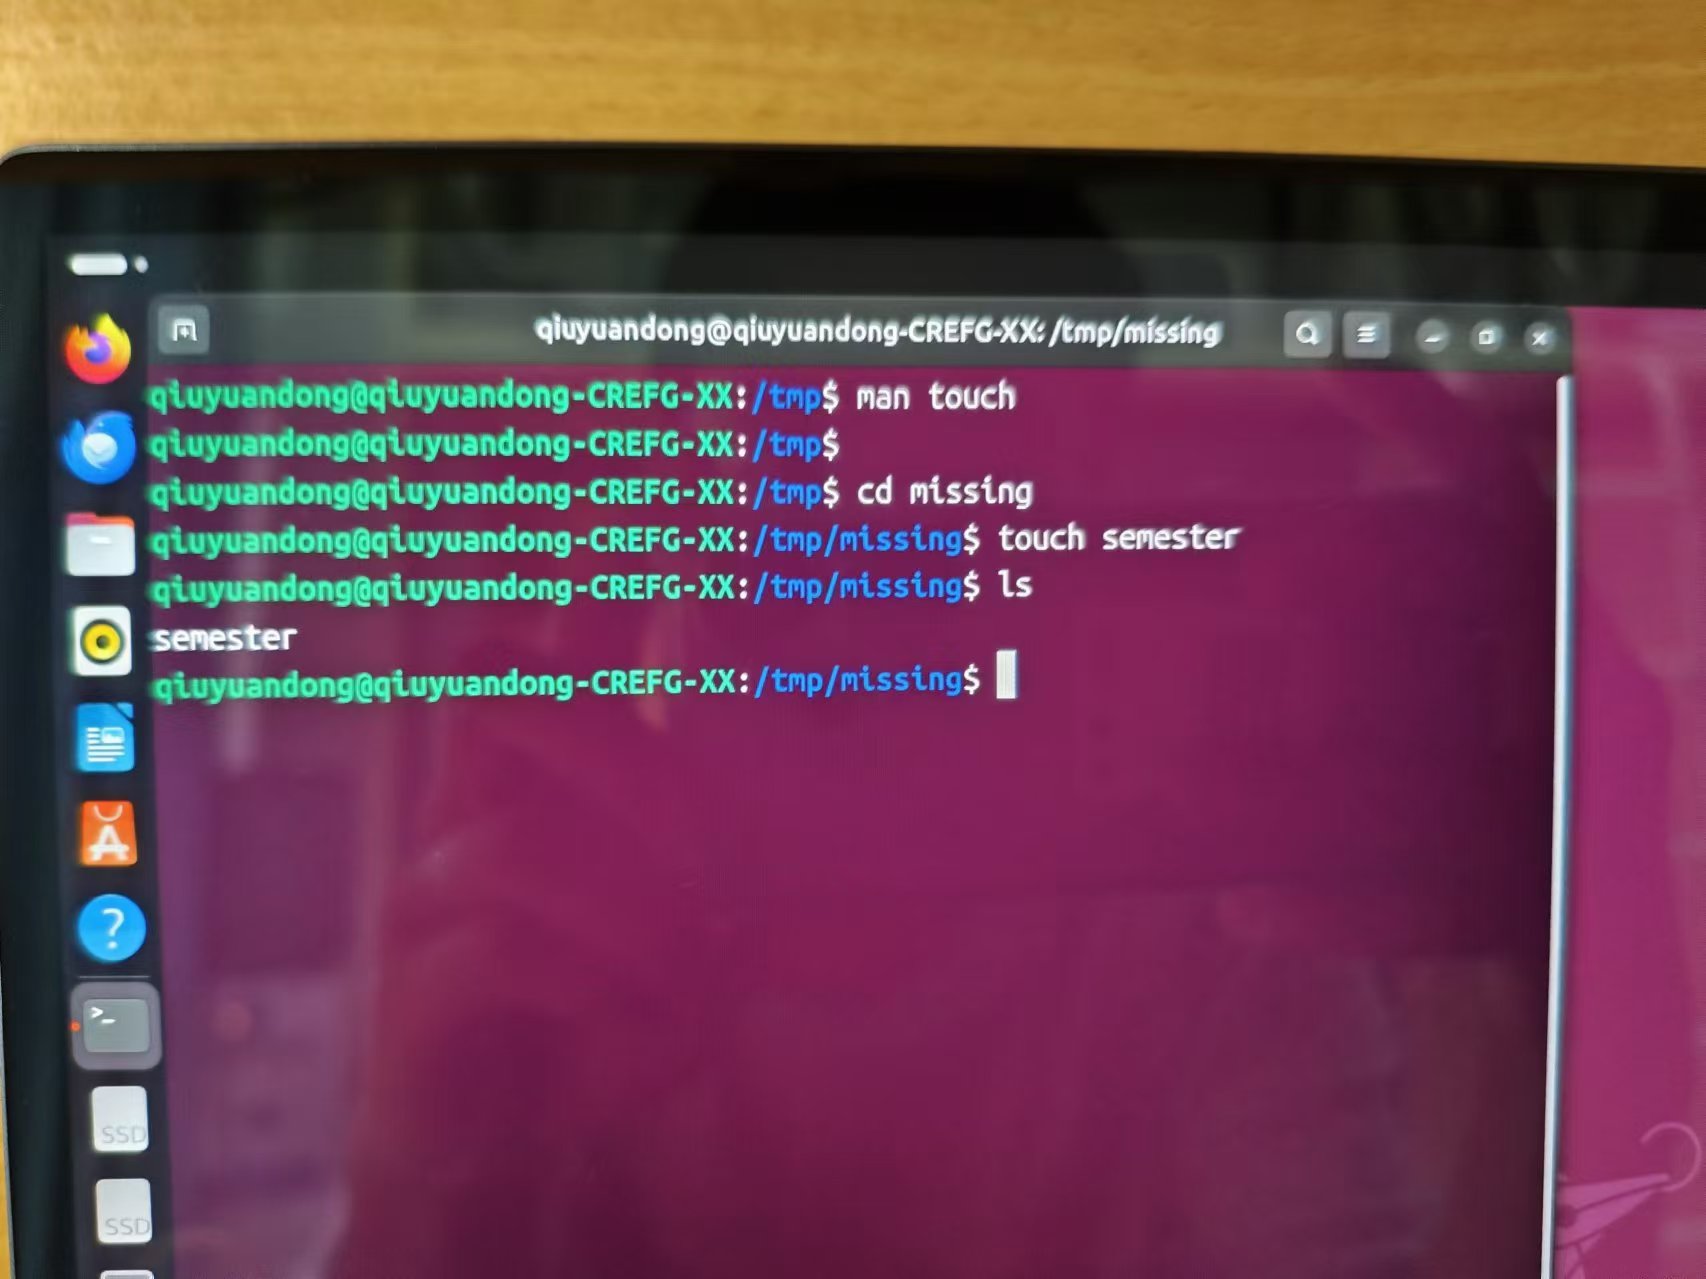 qiuyuandong@qiuyuandong-CREFG-XX: /tmp/missing
qiuyuandong@qiuyuandong-CREFG-XX:/tmp$ man touch
qiuyuandong@qiuyuandong-CREFG-XX:/tmp$
qiuyuandong@qiuyuandong-CREFG-XX:/tmp$ cd missing
qiuyuandong@qiuyuandong-CREFG-XX:/tmp/missing$ touch semester
qiuyuandong@qiuyuandong-CREFG-XX:/tmp/missing$ ls
semester
qiuyuandong@qiuyuandong-CREFG-XX:/tmp/missing$
SSD
SSD